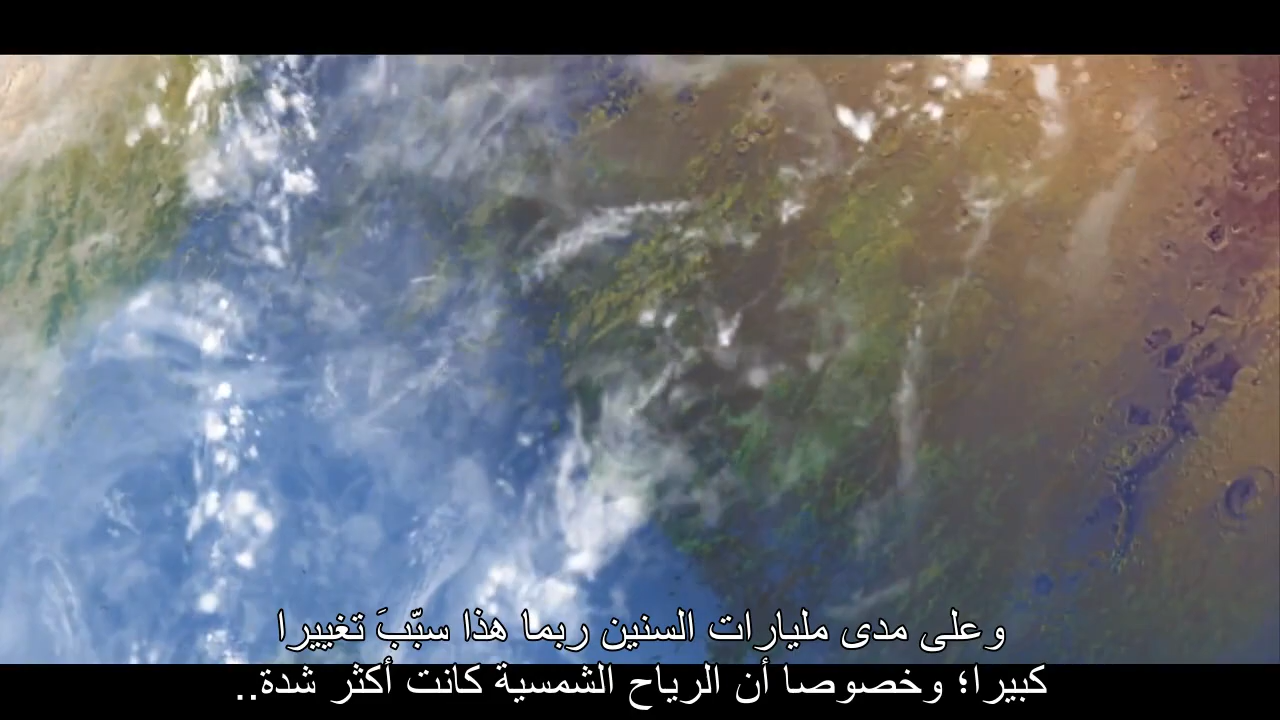 وعلى مدى مليارات السنين ربما هذا سبّبَ تغييرا
كبيرا؛ وخصوصا أن الرياح الشمسية كانت أكثر شدة..